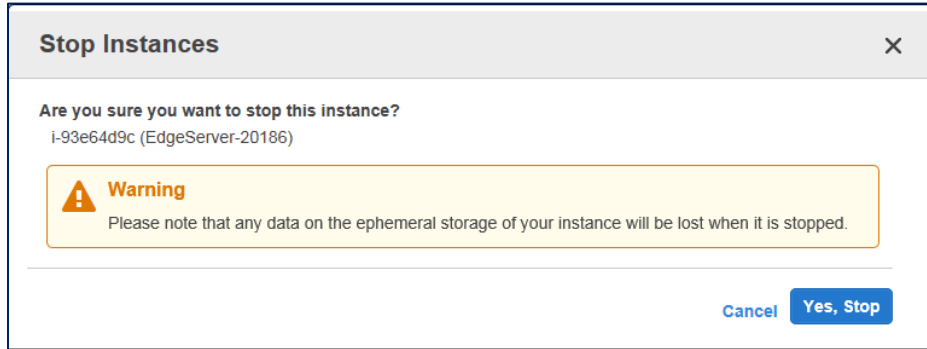 Stop Instances
Are you sure you want to stop this instance?
i-93e64d9c (EdgeServer-20186)
Warning
Please note that any data on the ephemeral storage of your instance will be lost when it is stopped.
Cancel
Yes, Stop